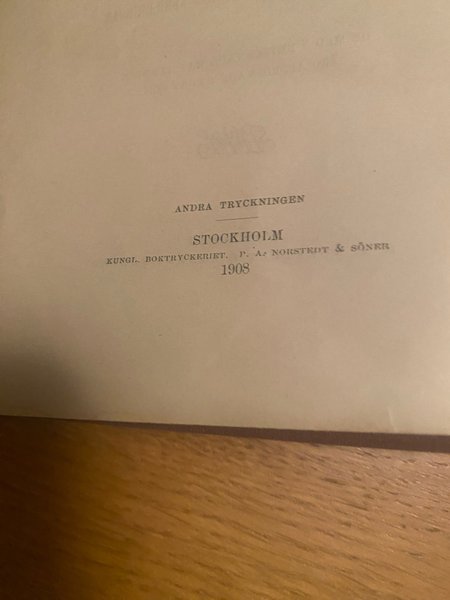 ANDRA TRYCKNINGEN
STOCKHOLM
KUNGL. BOKTRYCKERIET. P. A. NORSTEDT & SÖNER
1908